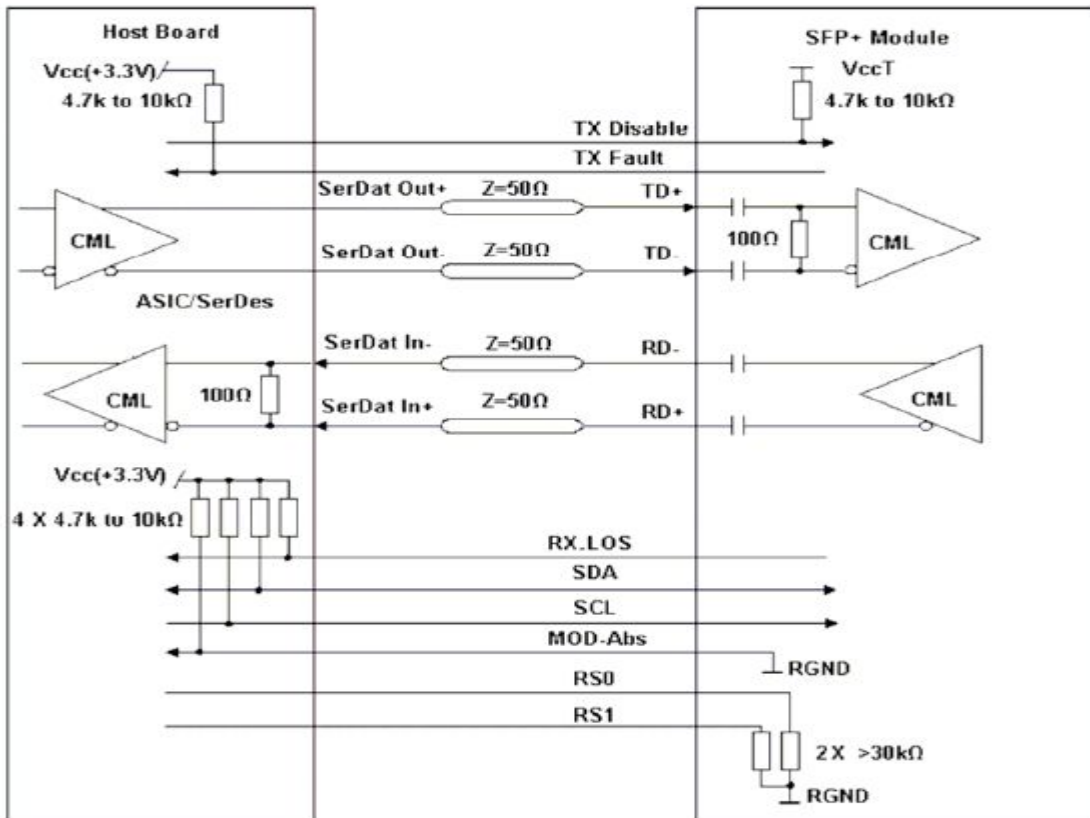 Host Board
SFP+ Module
Vcc(+3.3V)
4.7k to 10kΩ
VccT
4.7k to 10kΩ
TX Disable
TX Fault
SerDat Out+
Z=50Ω
TD+
CML
100Ω
CML
SerDat Out-
Z=50Ω
TD-
ASIC/SerDes
SerDat In-
Z=50Ω
RD-
CML
100Ω
SerDat In+
Z=50Ω
RD+
CML
Vcc(+3.3V)
4 X 4.7k to 10kΩ
RX_LOS
SDA
SCL
MOD-Abs
RGND
RS0
RS1
2X >30kΩ
RGND